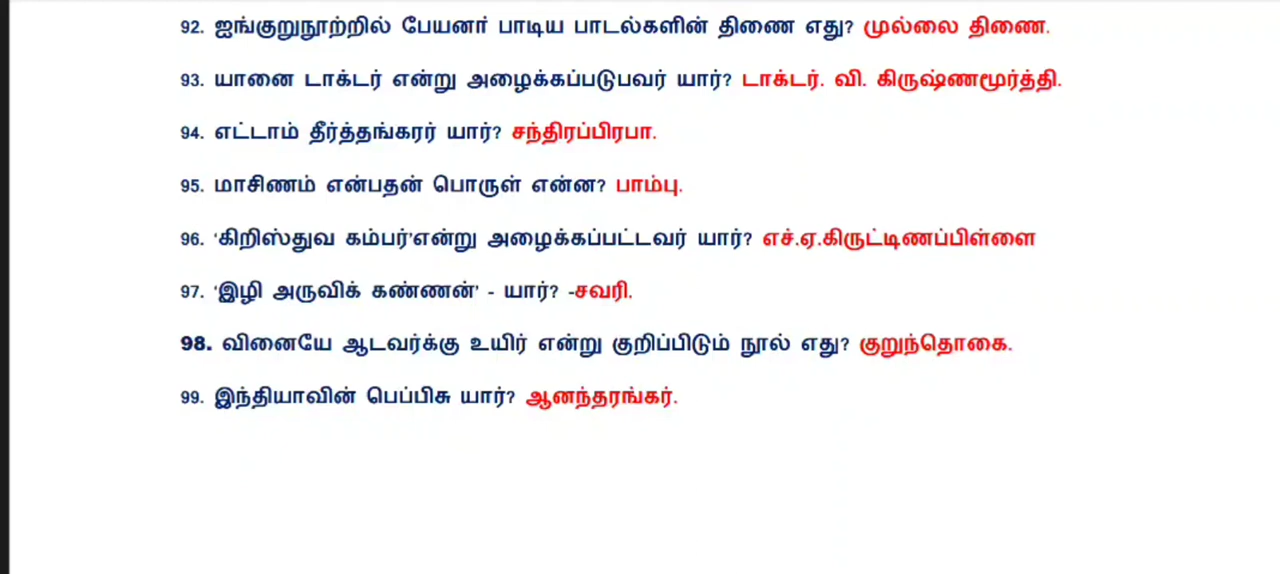 92. ஐங்குறுநூற்றில் பேயனார் பாடிய பாடல்களின் திணை எது? முல்லை திணை.
93. யானை டாக்டர் என்று அழைக்கப்படுபவர் யார்? டாக்டர். வி. கிருஷ்ணமூர்த்தி.
94. எட்டாம் தீர்த்தங்கரர் யார்? சந்திரப்பிரபா.
95. மாசிணம் என்பதன் பொருள் என்ன? பாம்பு.
96. ‘கிறிஸ்துவ கம்பர்’என்று அழைக்கப்பட்டவர் யார்? எச்.ஏ.கிருட்டிணப்பிள்ளை
97. ‘இழி அருவிக் கண்ணன்’ - யார்? -சவரி.
98. வினையே ஆடவர்க்கு உயிர் என்று குறிப்பிடும் நூல் எது? குறுந்தொகை.
99. இந்தியாவின் பெப்பிசு யார்? ஆனந்தரங்கர்.